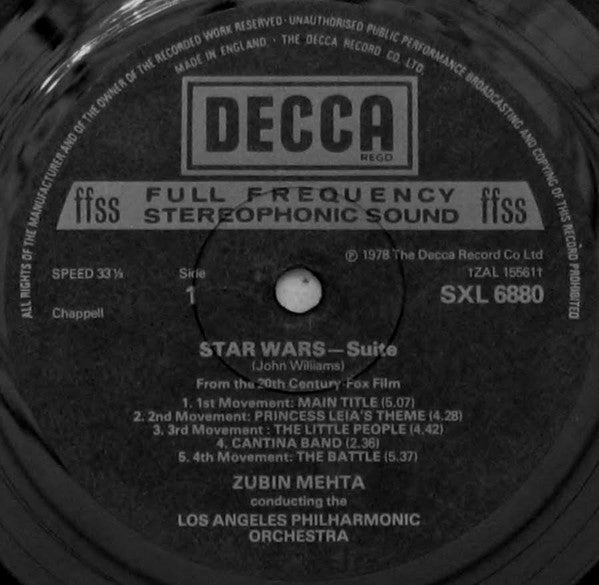 ALL RIGHTS OF THE MANUFACTURER AND OF THE OWNER OF THE RECORDED WORK RESERVED · UNAUTHORISED PUBLIC PERFORMANCE BROADCASTING AND COPYING OF THIS RECORD PROHIBITED
MADE IN ENGLAND · THE DECCA RECORD CO. LTD.
DECCA
REGD
ffss FULL FREQUENCY STEREOPHONIC SOUND ffss
℗ 1978 The Decca Record Co Ltd
SPEED 33⅓ Side 1ZAL 155611
1 SXL 6880
Chappell
STAR WARS—Suite
(John Williams)
From the 20th Century-Fox Film
1. 1st Movement: MAIN TITLE (5.07)
2. 2nd Movement: PRINCESS LEIA'S THEME (4.28)
3. 3rd Movement : THE LITTLE PEOPLE (4.42)
4. CANTINA BAND (2.36)
5. 4th Movement: THE BATTLE (5.37)
ZUBIN MEHTA
conducting the
LOS ANGELES PHILHARMONIC
ORCHESTRA